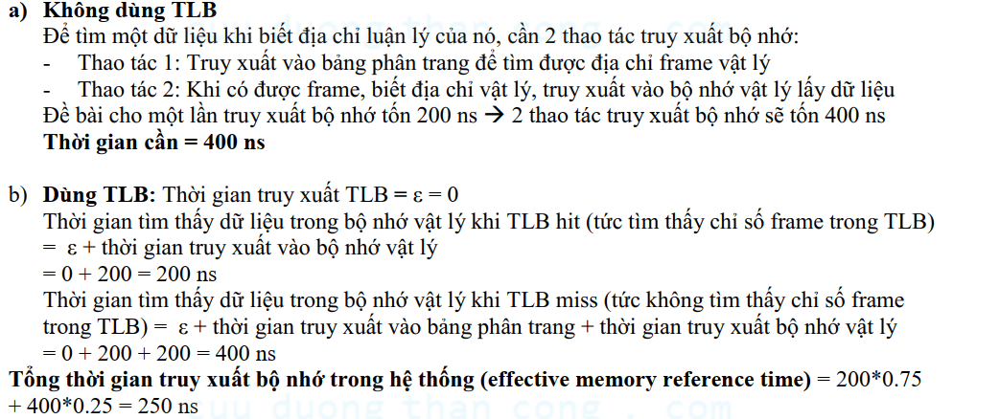 a) Không dùng TLB
Để tìm một dữ liệu khi biết địa chỉ luận lý của nó, cần 2 thao tác truy xuất bộ nhớ:
- Thao tác 1: Truy xuất vào bảng phân trang để tìm được địa chỉ frame vật lý
- Thao tác 2: Khi có được frame, biết địa chỉ vật lý, truy xuất vào bộ nhớ vật lý lấy dữ liệu
Đề bài cho một lần truy xuất bộ nhớ tốn 200 ns → 2 thao tác truy xuất bộ nhớ sẽ tốn 400 ns
Thời gian cần = 400 ns
b) Dùng TLB: Thời gian truy xuất TLB = ε = 0
Thời gian tìm thấy dữ liệu trong bộ nhớ vật lý khi TLB hit (tức tìm thấy chỉ số frame trong TLB)
= ε + thời gian truy xuất vào bộ nhớ vật lý
= 0 + 200 = 200 ns
Thời gian tìm thấy dữ liệu trong bộ nhớ vật lý khi TLB miss (tức không tìm thấy chỉ số frame
trong TLB) = ε + thời gian truy xuất vào bảng phân trang + thời gian truy xuất bộ nhớ vật lý
= 0 + 200 + 200 = 400 ns
Tổng thời gian truy xuất bộ nhớ trong hệ thống (effective memory reference time) = 200*0.75
+ 400*0.25 = 250 ns
cuu duong than cong . com